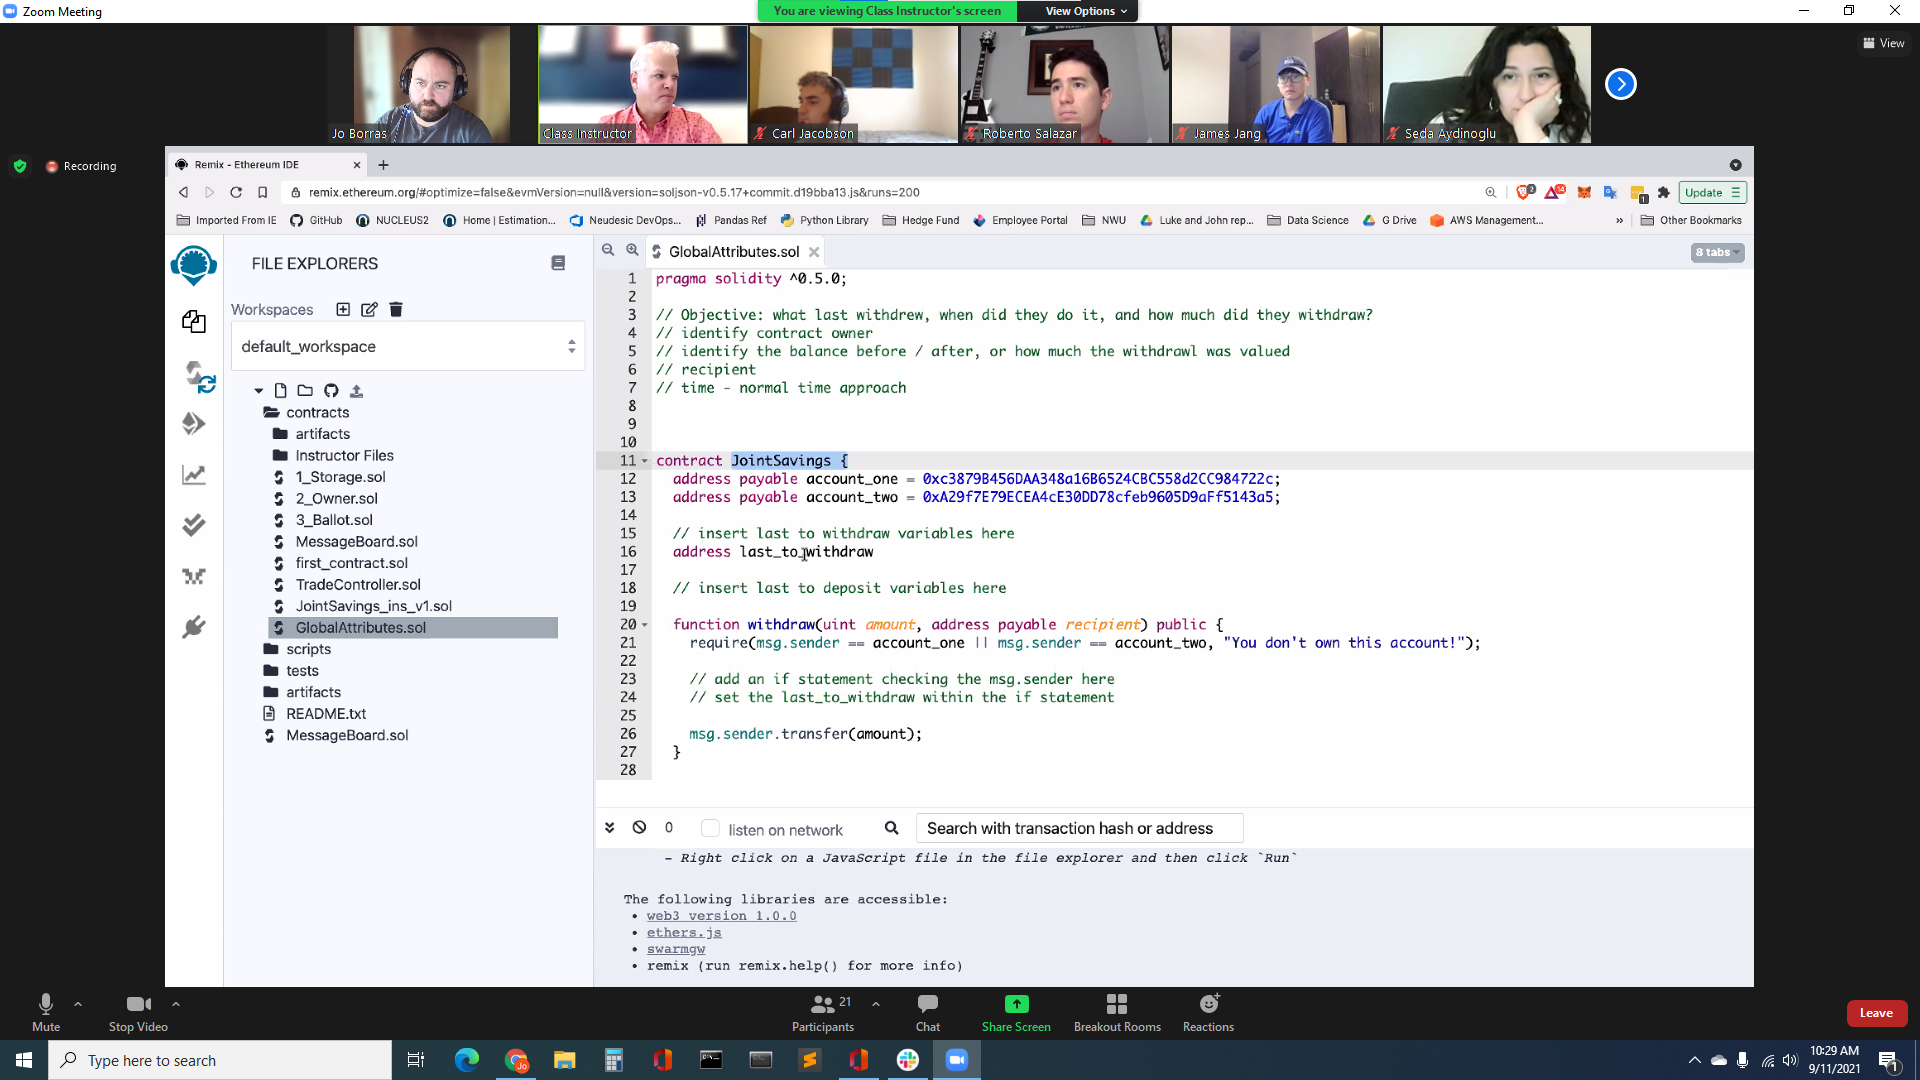 Zoom Meeting
You are viewing Class Instructor's screen
View Options
View
Jo Borras
Class Instructor
Carl Jacobson
Roberto Salazar
James Jang
Seda Aydinoglu
Recording
Remix - Ethereum IDE
remix.ethereum.org/#optimize=false&evmVersion=null&version=soljson-v0.5.17+commit.d19bba13.js&runs=200
2
14
1
Update
Imported From IE
GitHub
NUCLEUS2
Home | Estimation...
Neudesic DevOps...
Pandas Ref
Python Library
Hedge Fund
Employee Portal
NWU
Luke and John rep...
Data Science
G Drive
AWS Management...
»
Other Bookmarks
FILE EXPLORERS
Workspaces
default_workspace
contracts
artifacts
Instructor Files
1_Storage.sol
2_Owner.sol
3_Ballot.sol
MessageBoard.sol
first_contract.sol
TradeController.sol
JointSavings_ins_v1.sol
GlobalAttributes.sol
scripts
tests
artifacts
README.txt
MessageBoard.sol
GlobalAttributes.sol
8 tabs
1 pragma solidity ^0.5.0;
2
3 // Objective: what last withdrew, when did they do it, and how much did they withdraw?
4 // identify contract owner
5 // identify the balance before / after, or how much the withdrawl was valued
6 // recipient
7 // time - normal time approach
8
9
10
11 contract JointSavings {
12 address payable account_one = 0xc3879B456DAA348a16B6524CBC558d2CC984722c;
13 address payable account_two = 0xA29f7E79ECEA4cE30DD78cfeb9605D9aFf5143a5;
14
15 // insert last to withdraw variables here
16 address last_to_withdraw
17
18 // insert last to deposit variables here
19
20 function withdraw(uint amount, address payable recipient) public {
21 require(msg.sender == account_one || msg.sender == account_two, "You don't own this account!");
22
23 // add an if statement checking the msg.sender here
24 // set the last_to_withdraw within the if statement
25
26 msg.sender.transfer(amount);
27 }
28
0
listen on network
Search with transaction hash or address
- Right click on a JavaScript file in the file explorer and then click `Run`
The following libraries are accessible:
• web3 version 1.0.0
• ethers.js
• swarmgw
• remix (run remix.help() for more info)
Mute
Stop Video
21
Participants
Chat
Share Screen
Breakout Rooms
Reactions
Leave
Type here to search
Jo
10:29 AM
9/11/2021
1